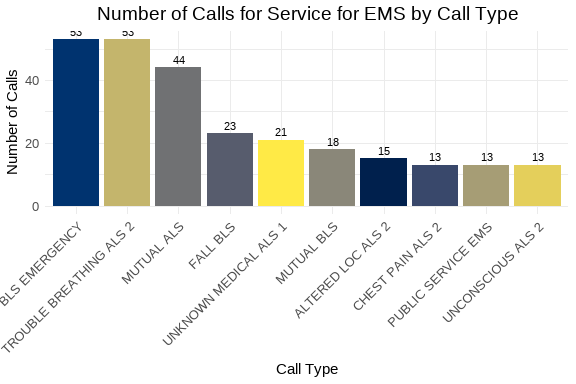 Number of Calls for Service for EMS by Call Type
Number of Calls
53
53
44
23
21
18
15
13
13
13
40
20
0
BLS EMERGENCY
TROUBLE BREATHING ALS 2
MUTUAL ALS
FALL BLS
UNKNOWN MEDICAL ALS 1
MUTUAL BLS
ALTERED LOC ALS 2
CHEST PAIN ALS 2
PUBLIC SERVICE EMS
UNCONSCIOUS ALS 2
Call Type